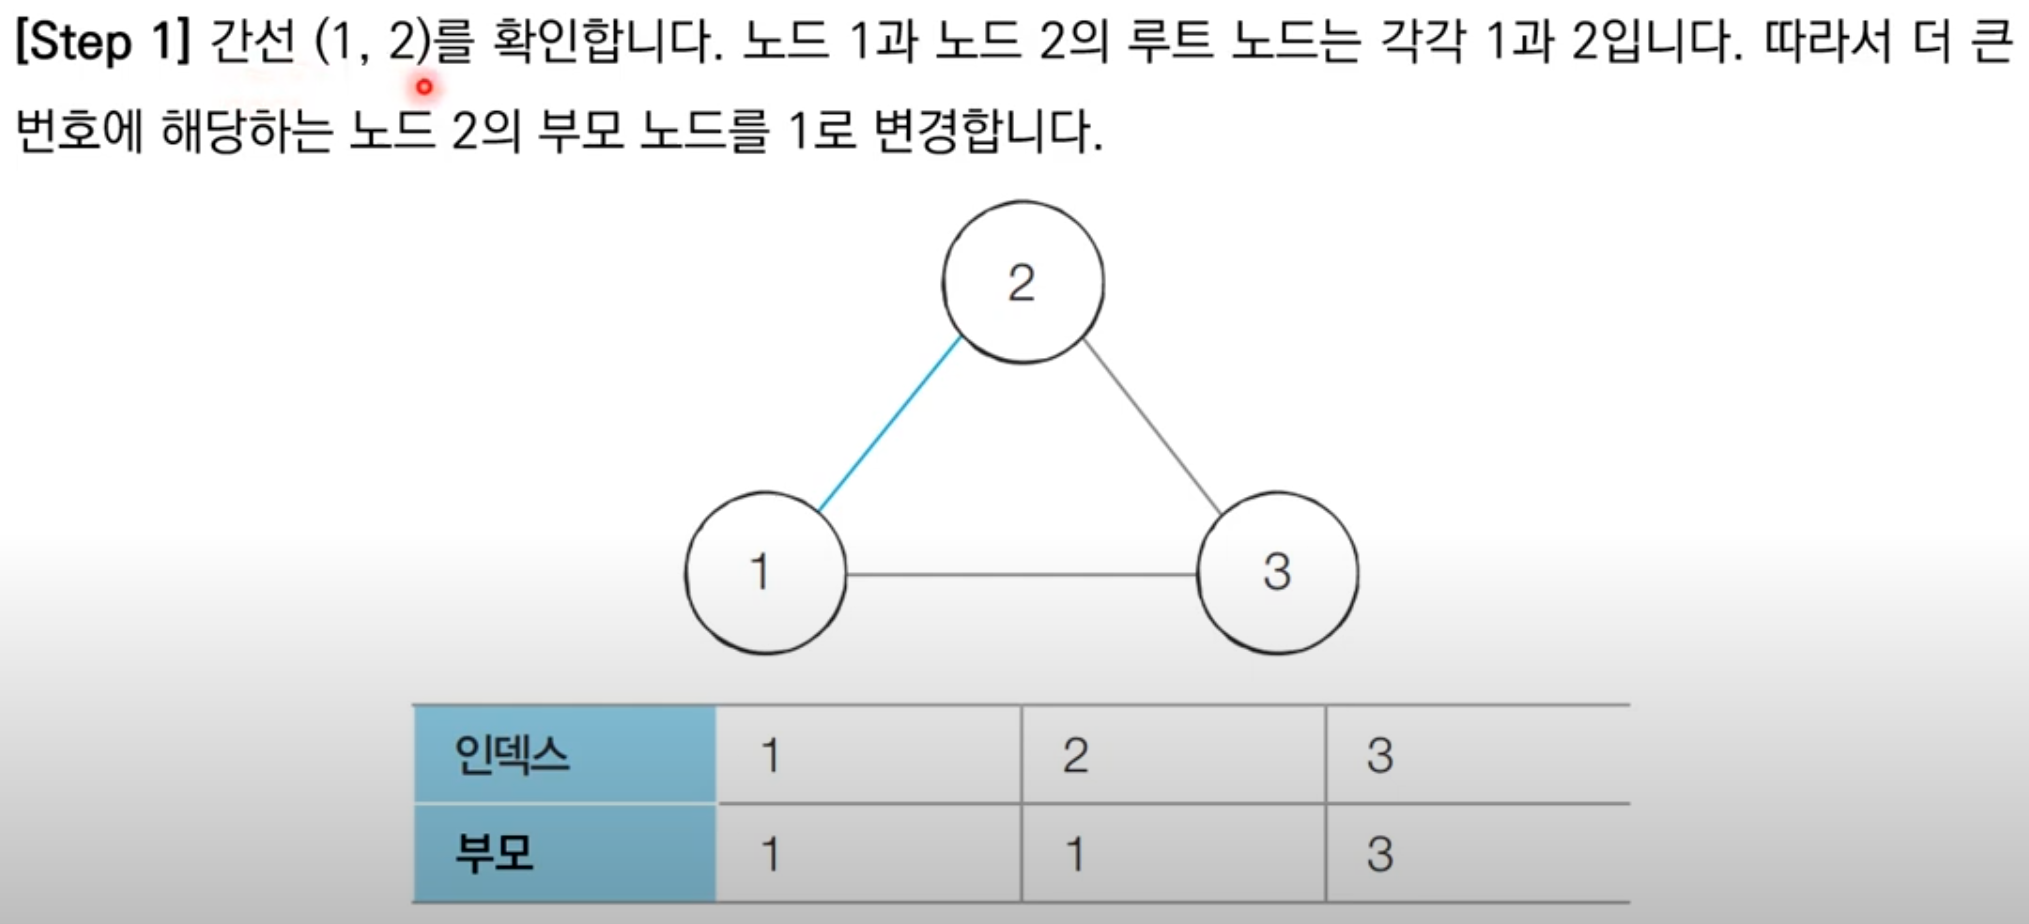 [Step 1] 간선 (1, 2)를 확인합니다. 노드 1과 노드 2의 루트 노드는 각각 1과 2입니다. 따라서 더 큰
번호에 해당하는 노드 2의 부모 노드를 1로 변경합니다.
2
1 3
인덱스 1 2 3
부모 1 1 3